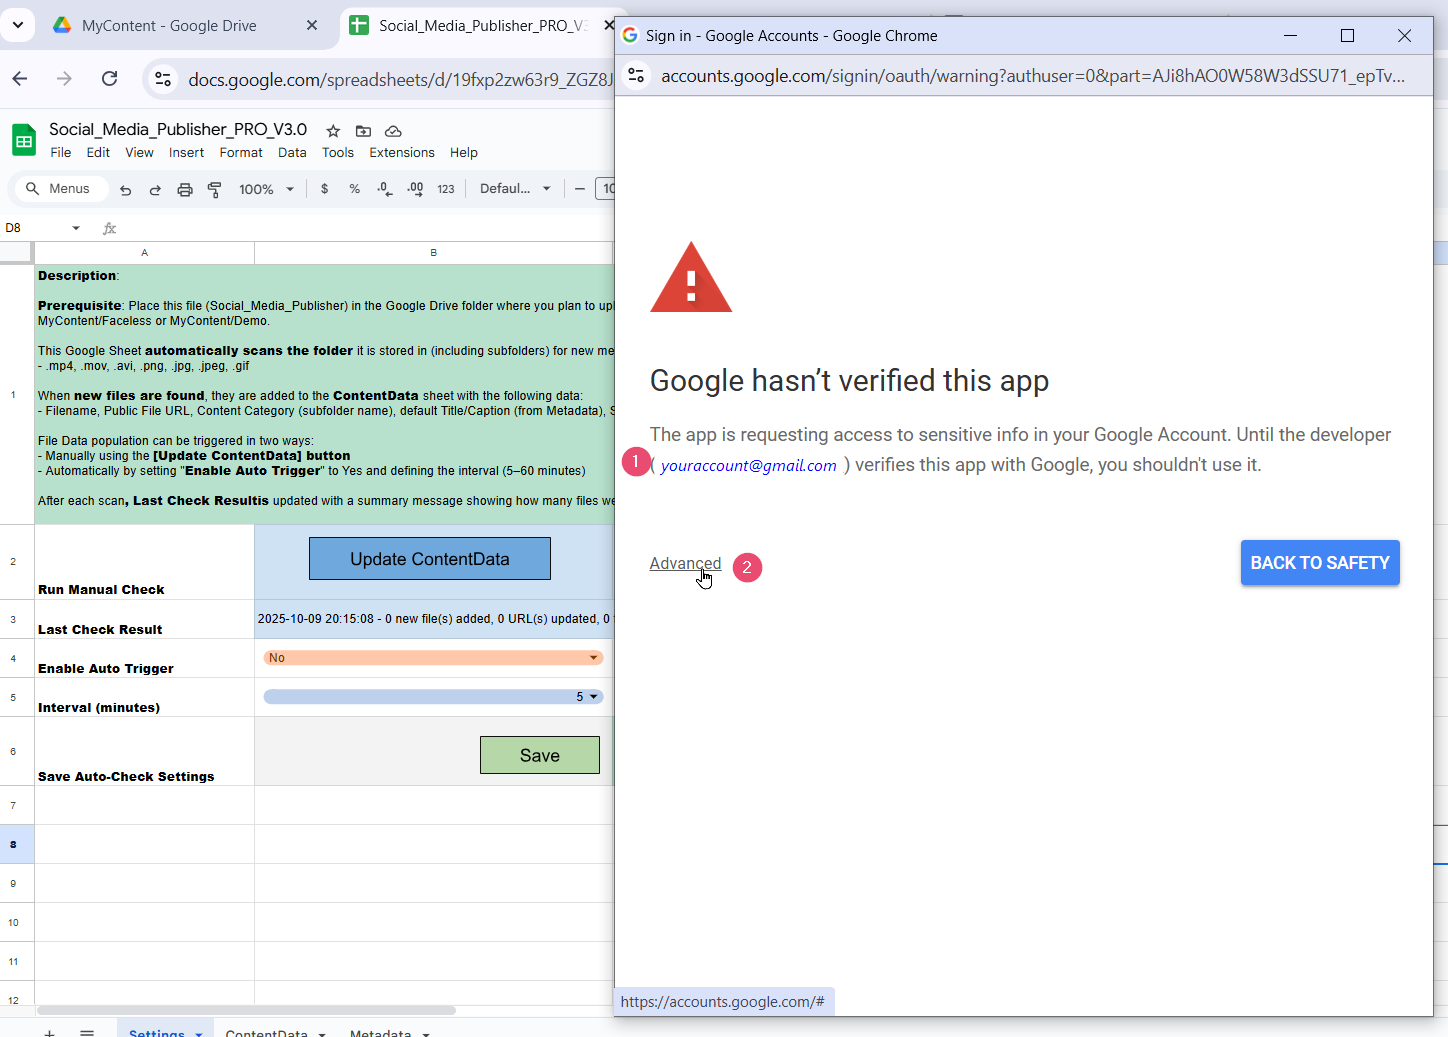 MyContent - Google Drive
Social_Media_Publisher_PRO_V3
docs.google.com/spreadsheets/d/19fxp2zw63r9_ZGZ8J
Social_Media_Publisher_PRO_V3.0
File Edit View Insert Format Data Tools Extensions Help
Menus 100% $ % .0 .00 123 Defaul... 10
D8 fx
A B
1
Description:
Prerequisite: Place this file (Social_Media_Publisher) in the Google Drive folder where you plan to upl
MyContent/Faceless or MyContent/Demo.
This Google Sheet automatically scans the folder it is stored in (including subfolders) for new me
- .mp4, .mov, .avi, .png, .jpg, .jpeg, .gif
When new files are found, they are added to the ContentData sheet with the following data:
- Filename, Public File URL, Content Category (subfolder name), default Title/Caption (from Metadata), S
File Data population can be triggered in two ways:
- Manually using the [Update ContentData] button
- Automatically by setting "Enable Auto Trigger" to Yes and defining the interval (5–60 minutes)
After each scan, Last Check Resultis updated with a summary message showing how many files we
2 Run Manual Check Update ContentData
3 Last Check Result 2025-10-09 20:15:08 - 0 new file(s) added, 0 URL(s) updated, 0
4 Enable Auto Trigger No
5 Interval (minutes) 5
6 Save Auto-Check Settings Save
7
8
9
10
11
12
Settings ContentData Metadata
Sign in - Google Accounts - Google Chrome
accounts.google.com/signin/oauth/warning?authuser=0&part=AJi8hAO0W58W3dSSU71_epTv...
Google hasn’t verified this app
The app is requesting access to sensitive info in your Google Account. Until the developer
1 ( youraccount@gmail.com ) verifies this app with Google, you shouldn't use it.
Advanced 2 BACK TO SAFETY
https://accounts.google.com/#